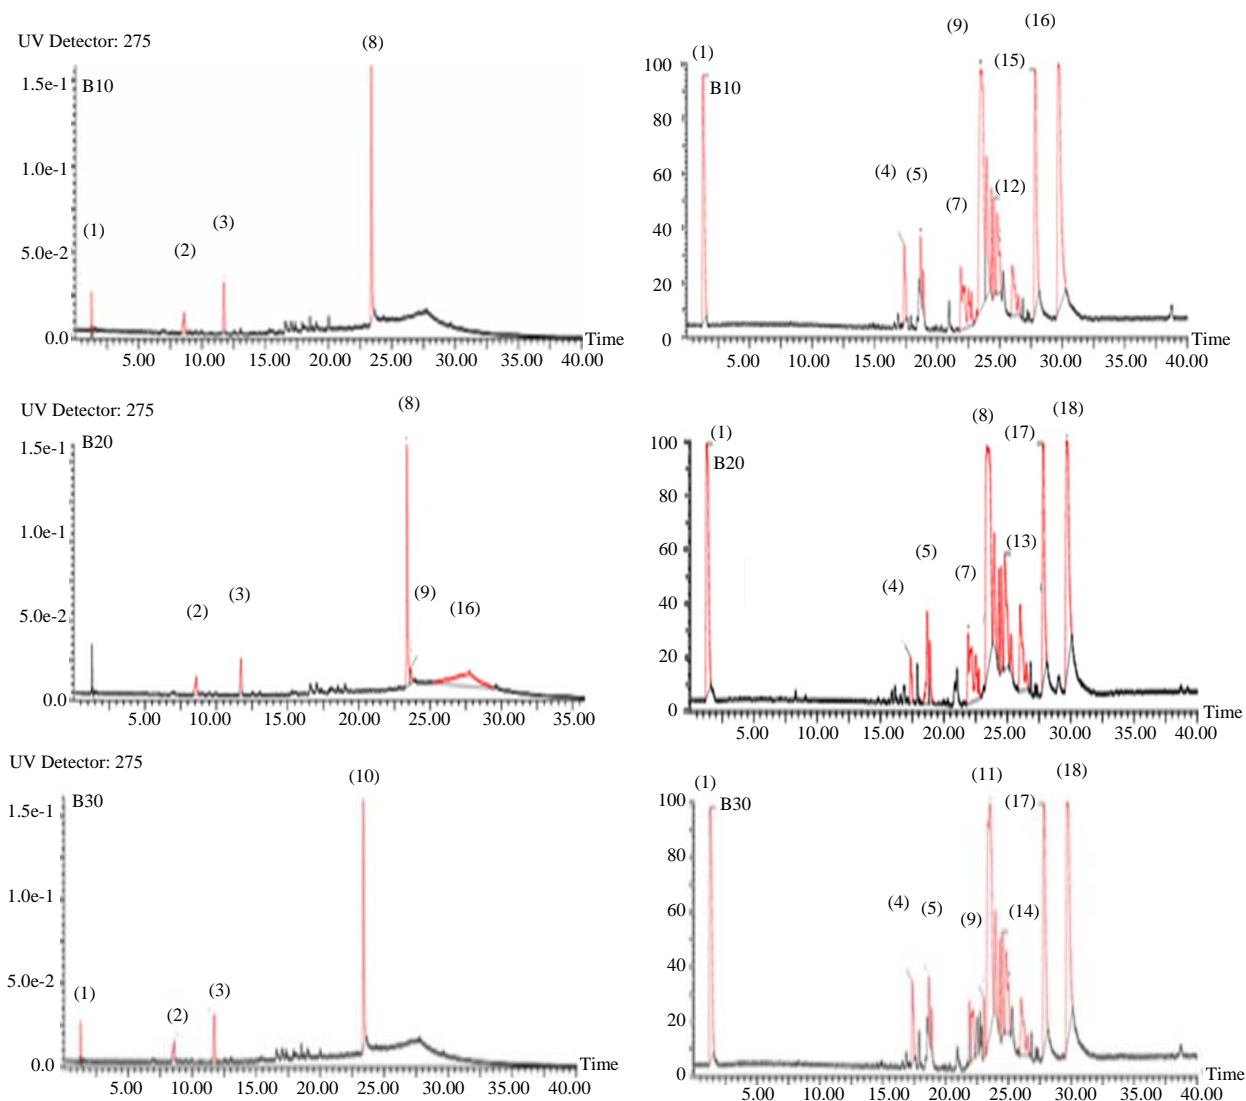 UV Detector: 275
(8)
1.5e-1
B10
1.0e-1
(3)
(1)
(2)
5.0e-2
0.0
Time
5.00 10.00 15.00 20.00 25.00 30.00 35.00 40.00
(16)
(9)
(1)
(15)
100
B10
80
60
(4) (5)
(12)
(7)
40
20
0
Time
5.00 10.00 15.00 20.00 25.00 30.00 35.00 40.00
UV Detector: 275
(8)
1.5e-1
B20
1.0e-1
(9)
(3)
(2)
(16)
5.0e-2
0.0
5.00 10.00 15.00 20.00 25.00 30.00 35.00
(18)
(8)
(1)
(17)
100
B20
80
60
(5)
(13)
(7)
(4)
40
20
0
Time
5.00 10.00 15.00 20.00 25.00 30.00 35.00 40.00
UV Detector: 275
(10)
1.5e-1
B30
1.0e-1
5.0e-2
(1)
(3)
(2)
0.0
Time
5.00 10.00 15.00 20.00 25.00 30.00 35.00 40.00
(18)
(11)
(1)
(17)
100
B30
80
60
(4) (5)
(9)
(14)
40
20
0
Time
5.00 10.00 15.00 20.00 25.00 30.00 35.00 40.00